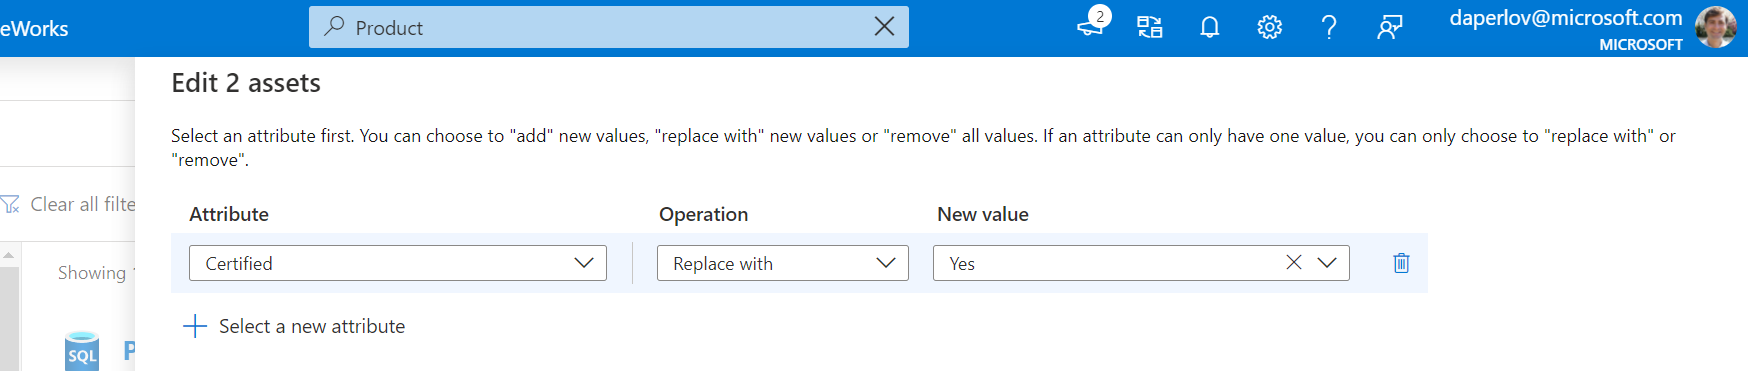 eWorks
Product
2
daperlov@microsoft.com
MICROSOFT
Edit 2 assets
Select an attribute first. You can choose to "add" new values, "replace with" new values or "remove" all values. If an attribute can only have one value, you can only choose to "replace with" or
"remove".
Clear all filte
Attribute Operation New value
Showing
Certified Replace with Yes
Select a new attribute
SQL P